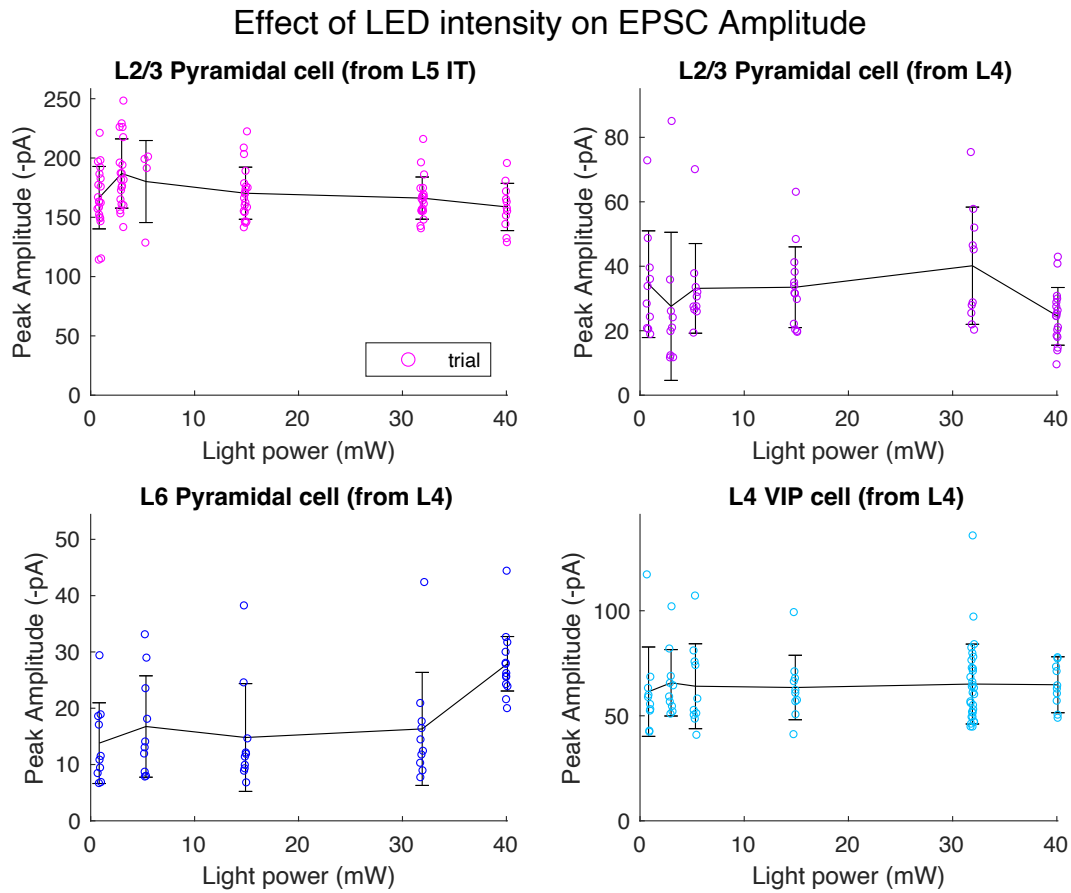 Effect of LED intensity on EPSC Amplitude
L2/3 Pyramidal cell (from L5 IT)
250
200
150
100
50
0
Peak Amplitude (-pA)
trial
0 10 20 30 40
Light power (mW)
L2/3 Pyramidal cell (from L4)
80
60
40
20
0
Peak Amplitude (-pA)
0 10 20 30 40
Light power (mW)
L6 Pyramidal cell (from L4)
50
40
30
20
10
0
Peak Amplitude (-pA)
0 10 20 30 40
Light power (mW)
L4 VIP cell (from L4)
100
50
0
Peak Amplitude (-pA)
0 10 20 30 40
Light power (mW)